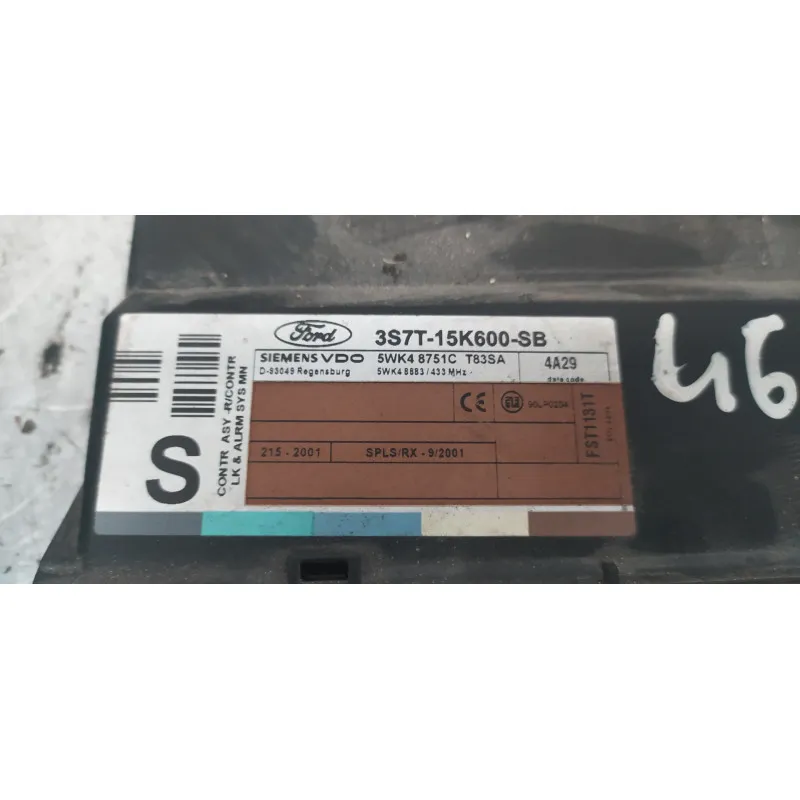 Ford
3S7T-15K600-SB
SIEMENS VDO
5WK4 8751C T83SA
4A29
D-93049 Regensburg
5WK4 8683 / 433 MHz
date code
CONTR ASY -R/CONTR
LK & ALRM SYS MN
S
CE
215 - 2001
SPLS/RX - 9/2001
FST1131T
46